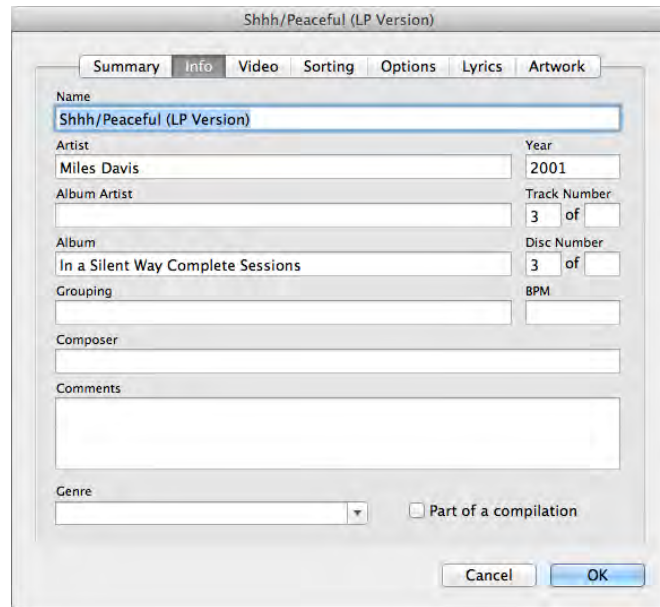 Shhh/Peaceful (LP Version)
Summary Info Video Sorting Options Lyrics Artwork
Name
Shhh/Peaceful (LP Version)
Artist Year
Miles Davis 2001
Album Artist Track Number
3 of
Album Disc Number
In a Silent Way Complete Sessions 3 of
Grouping BPM
Composer
Comments
Genre
Part of a compilation
Cancel OK